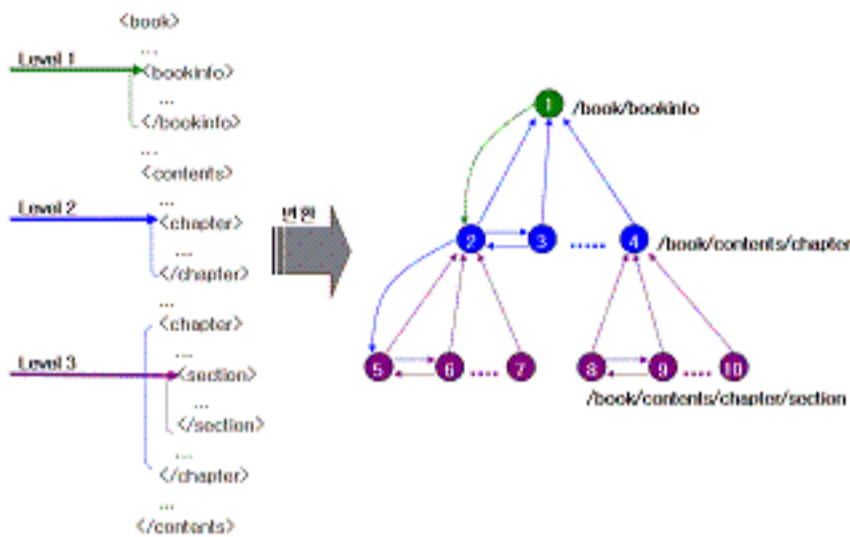 <book>
...
Level 1
<bookinfo>
...
</bookinfo>
...
<contents>
...
Level 2
<chapter>
...
</chapter>
...
<chapter>
...
Level 3
<section>
...
</section>
...
</chapter>
...
</contents>
변환
1
/book/bookinfo
2
3
.....
4
/book/contents/chapter
5
6
....
7
8
9
....
10
/book/contents/chapter/section